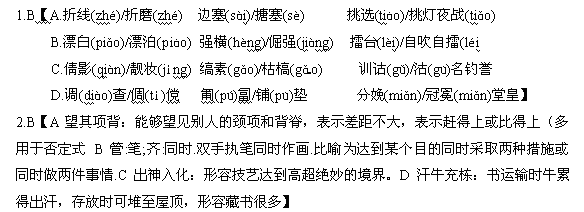 1.B【 A.折线(zhé)/折磨(zhé) 边塞(sài)/搪塞(sè) 挑选(tiāo)/挑灯夜战(tiǎo)
B.漂白(piǎo)/漂泊(piāo) 强横(hèng)/倔强(jiàng) 擂台(lèi)/自吹自擂(léi
C.倩影(qiàn)/靓妆(jìng) 缟素(gǎo)/枯槁(gǎo) 训诂(gǔ)/沽(gū)名钓誉
D.调(diào)查/倜(tì)傥 匍(pú)匐/铺(pū)垫 分娩(miǎn)/冠冕(miǎn)堂皇】
2.B【 A 望其项背：能够望见别人的颈项和背脊，表示差距不大，表示赶得上或比得上（多
用于否定式 B 管:笔;齐:同时.双手执笔同时作画.比喻为达到某个目的同时采取两种措施或
同时做两件事情.C 出神入化：形容技艺达到高超绝妙的境界。D 汗牛充栋：书运输时牛累
得出汗，存放时可堆至屋顶，形容藏书很多】